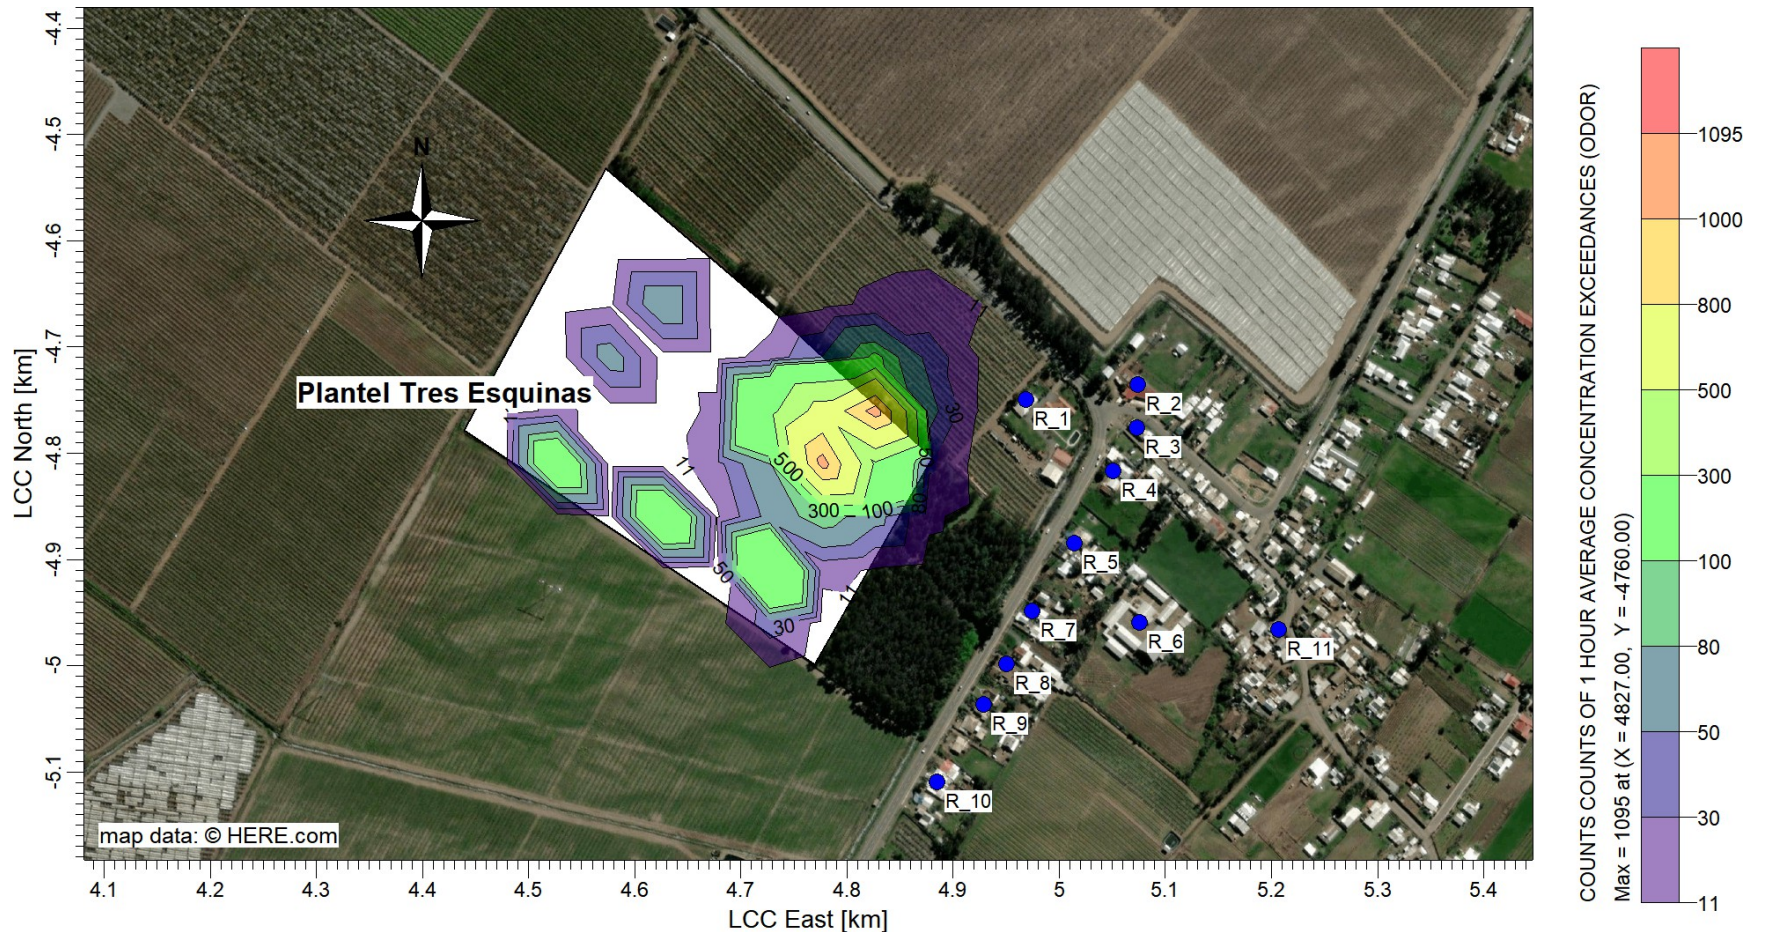 N
Plantel Tres Esquinas
11
11
30
500
300
100
80
50
30
11
R_1
R_2
R_3
R_4
R_5
R_6
R_7
R_8
R_9
R_10
R_11
map data: © HERE.com
-4.4
-4.5
-4.6
-4.7
-4.8
-4.9
-5
-5.1
LCC North [km]
4.1 4.2 4.3 4.4 4.5 4.6 4.7 4.8 4.9 5 5.1 5.2 5.3 5.4
LCC East [km]
COUNTS COUNTS OF 1 HOUR AVERAGE CONCENTRATION EXCEEDANCES (ODOR)
Max = 1095 at (X = 4827.00, Y = -4760.00)
1095
1000
800
500
300
100
80
50
30
11